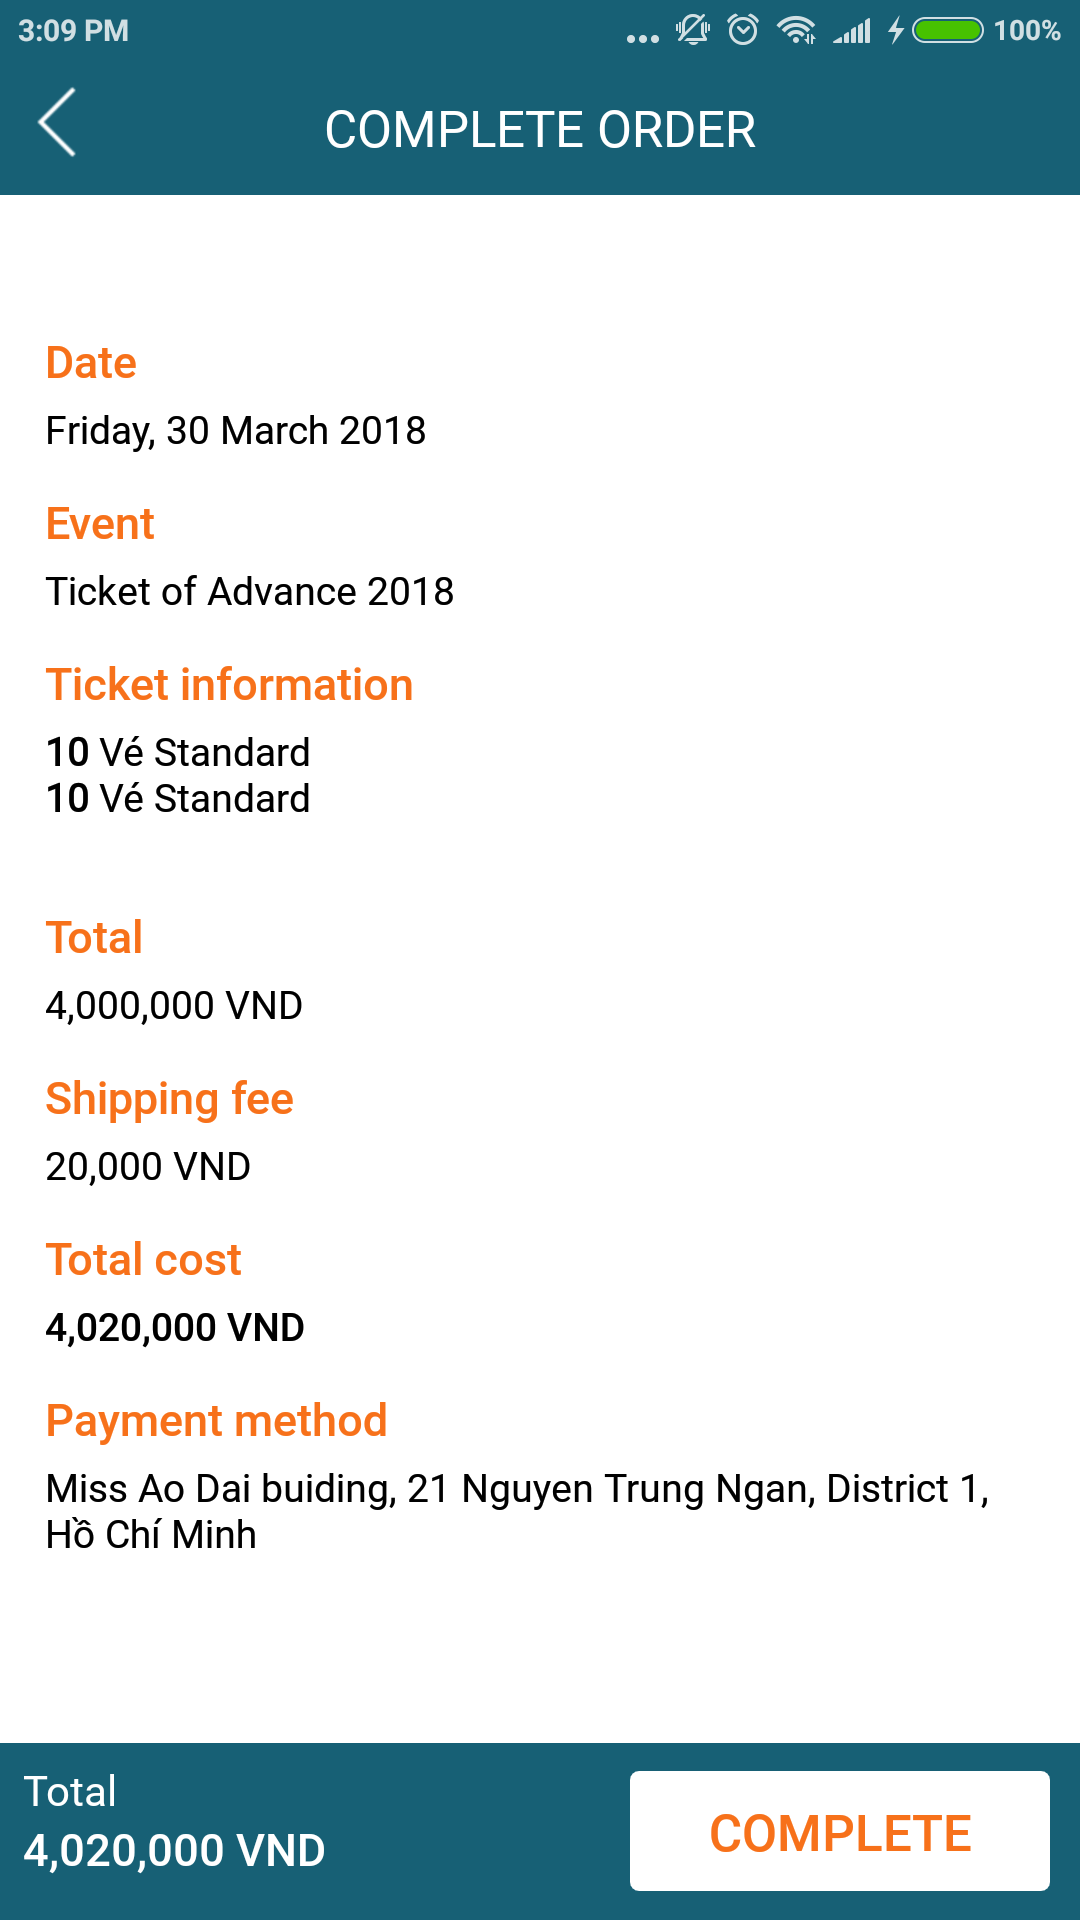 3:09 PM
100%
COMPLETE ORDER
Date
Friday, 30 March 2018
Event
Ticket of Advance 2018
Ticket information
10 Vé Standard
10 Vé Standard
Total
4,000,000 VND
Shipping fee
20,000 VND
Total cost
4,020,000 VND
Payment method
Miss Ao Dai buiding, 21 Nguyen Trung Ngan, District 1,
Hồ Chí Minh
Total
4,020,000 VND
COMPLETE